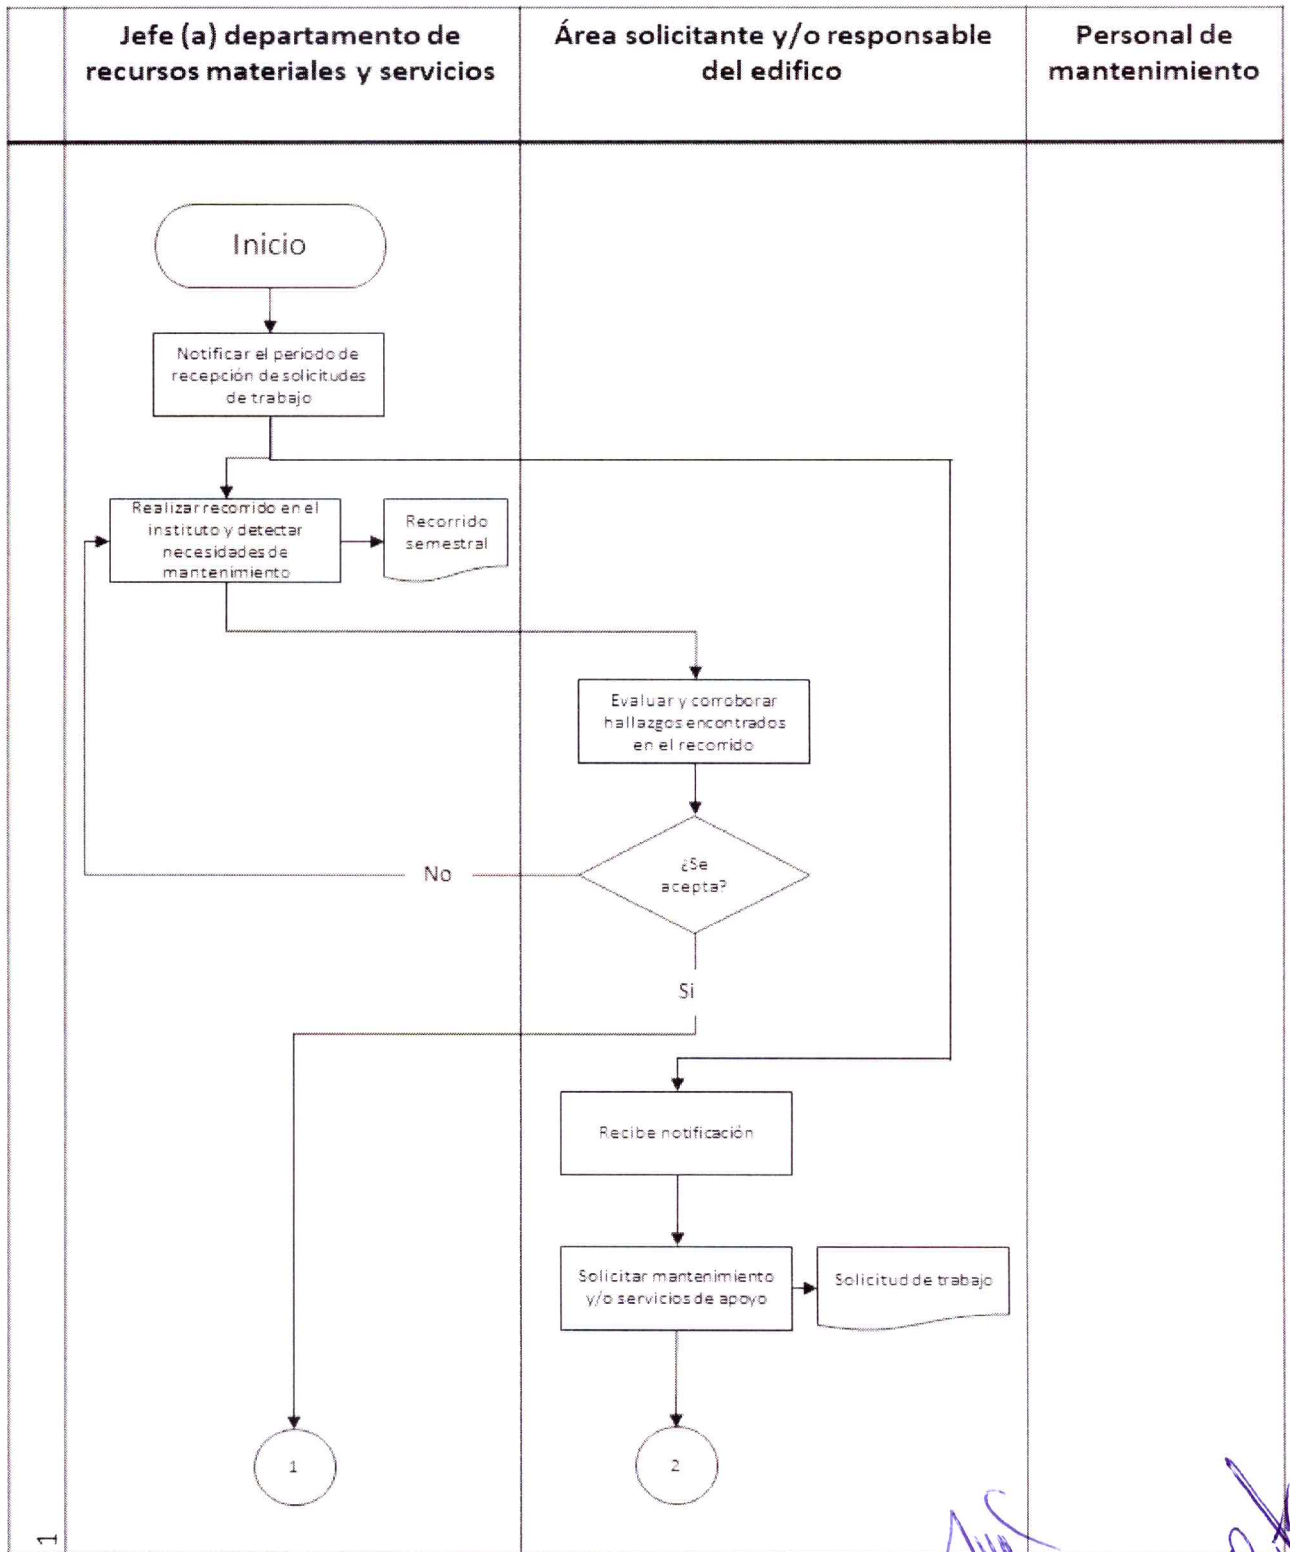 Jefe (a) departamento de
recursos materiales y servicios
Área solicitante y/o responsable
del edifico
Personal de
mantenimiento
Inicio
Notificar el periodo de
recepción de solicitudes
de trabajo
Realizar recorrido en el
instituto y detectar
necesidades de
mantenimiento
Recorrido
semestral
Evaluar y corroborar
hallazgos encontrados
en el recorrido
¿Se
acepta?
No
Si
Recibe notificación
Solicitar mantenimiento
y/o servicios de apoyo
Solicitud de trabajo
1
2
1